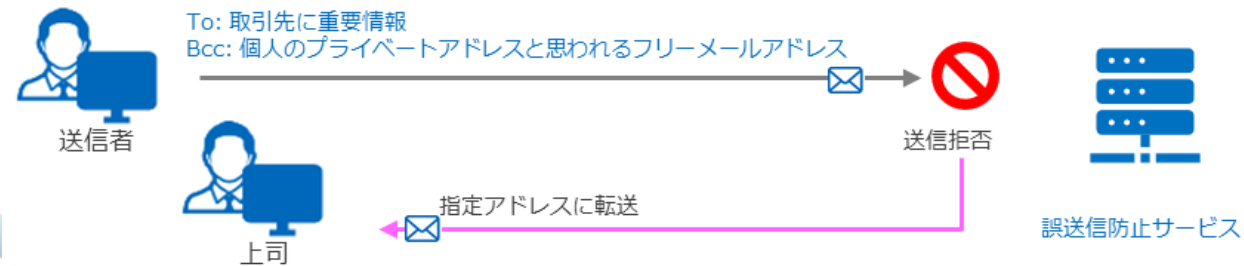 To: 取引先に重要情報
Bcc: 個人のプライベートアドレスと思われるフリーメールアドレス
送信者
送信拒否
指定アドレスに転送
上司
誤送信防止サービス